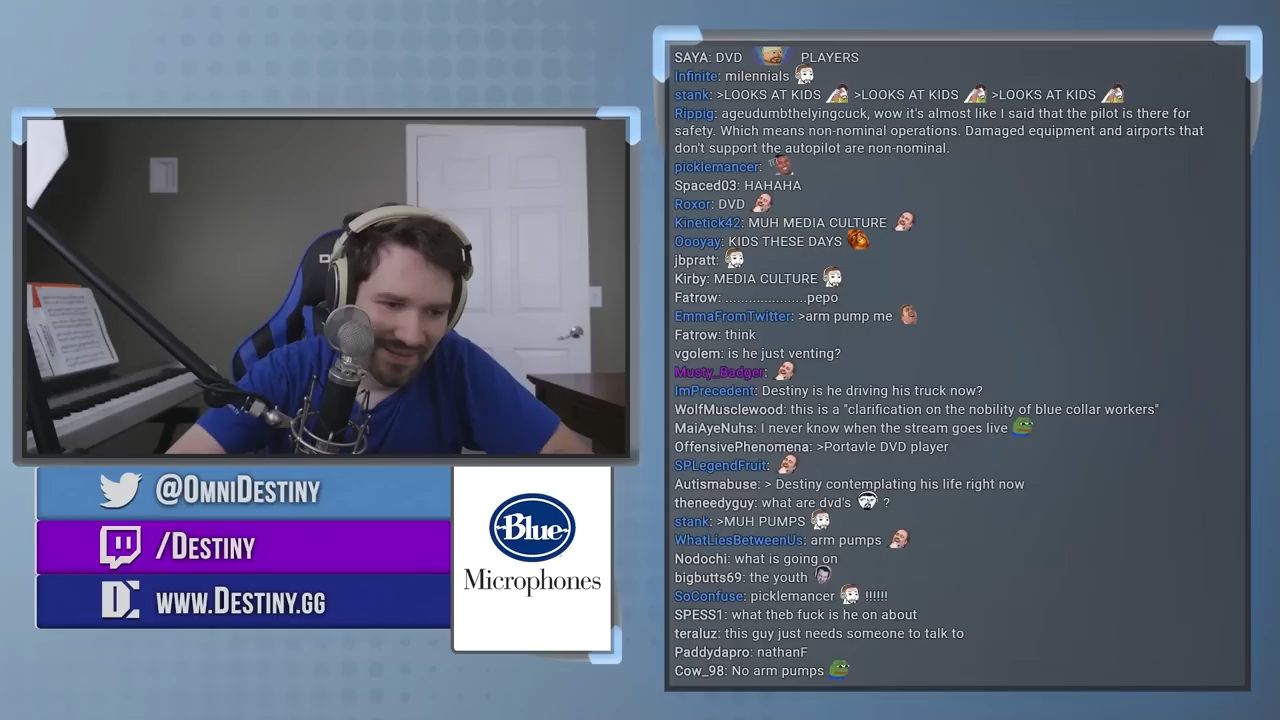 @OmniDestiny
/Destiny
www.Destiny.gg
Blue
Microphones
SAYA: DVD PLAYERS
Infinite: milennials
stank: >LOOKS AT KIDS >LOOKS AT KIDS >LOOKS AT KIDS
Rippig: ageudumbthelyingcuck, wow it's almost like I said that the pilot is there for
safety. Which means non-nominal operations. Damaged equipment and airports that
don't support the autopilot are non-nominal.
picklemancer:
Spaced03: HAHAHA
Roxor: DVD
Kinetick42: MUH MEDIA CULTURE
Oooyay: KIDS THESE DAYS
jbpratt:
Kirby: MEDIA CULTURE
Fatrow: ......................pepo
EmmaFromTwitter: >arm pump me
Fatrow: think
vgolem: is he just venting?
Musty_Badger:
ImPrecedent: Destiny is he driving his truck now?
WolfMusclewood: this is a "clarification on the nobility of blue collar workers"
MaiAyeNuhs: I never know when the stream goes live
OffensivePhenomena: >Portavle DVD player
SPLegendFruit:
Autismabuse: > Destiny contemplating his life right now
theneedyguy: what are dvd's ?
stank: >MUH PUMPS
WhatLiesBetweenUs: arm pumps
Nodochi: what is going on
bigbutts69: the youth
SoConfuse: picklemancer !!!!!!
SPESS1: what theb fuck is he on about
teraluz: this guy just needs someone to talk to
Paddydapro: nathanF
Cow_98: No arm pumps